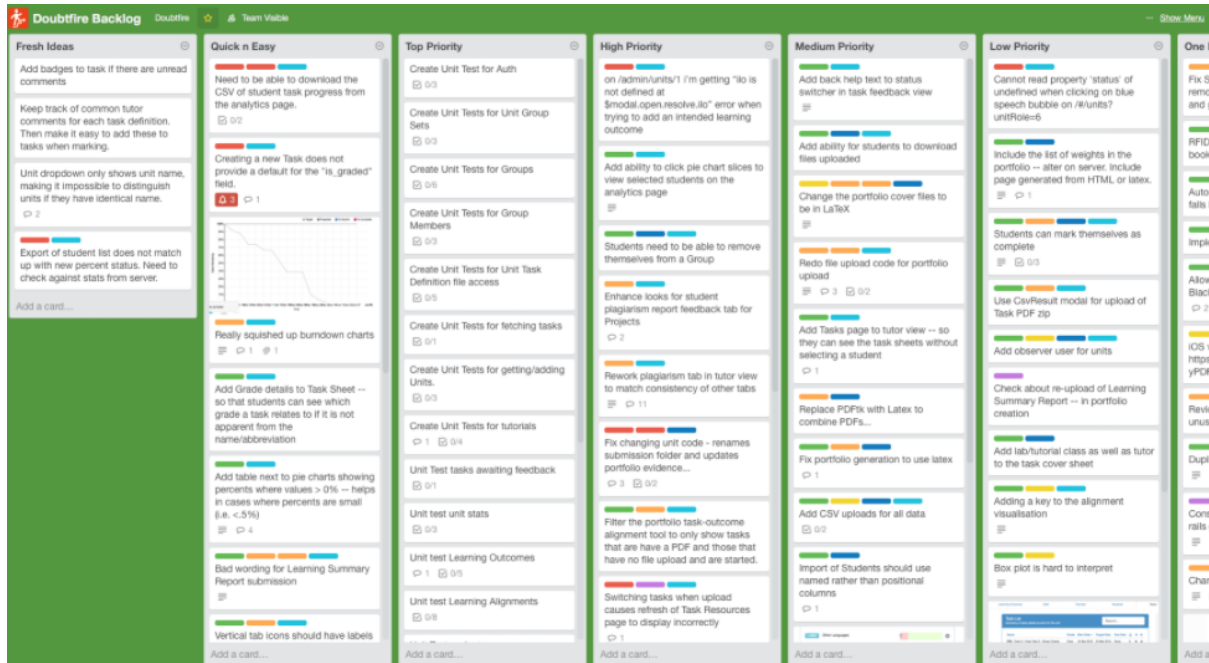 Doubtfire Backlog
Doubtfire
Team Visible
Show Menu
Fresh Ideas
Add badges to task if there are unread
comments
Keep track of common tutor
comments for each task definition.
Then make it easy to add these to
tasks when marking.
Unit dropdown only shows unit name,
making it impossible to distinguish
units if they have identical name.
2
Export of student list does not match
up with new percent status. Need to
check against stats from server.
Add a card...
Quick n Easy
Need to be able to download the
CSV of student task progress from
the analytics page.
0/2
Creating a new Task does not
provide a default for the "is_graded"
field.
3 1
Really squished up burndown charts
1 1
Add Grade details to Task Sheet --
so that students can see which
grade a task relates to if it is not
apparent from the
name/abbreviation
Add table next to pie charts showing
percents where values > 0% -- helps
in cases where percents are small
(i.e. <.5%)
4
Bad wording for Learning Summary
Report submission
Vertical tab icons should have labels
Add a card...
Top Priority
Create Unit Test for Auth
0/3
Create Unit Tests for Unit Group
Sets
0/3
Create Unit Tests for Groups
0/6
Create Unit Tests for Group
Members
0/3
Create Unit Tests for Unit Task
Definition file access
0/5
Create Unit Tests for fetching tasks
0/1
Create Unit Tests for getting/adding
Units.
0/3
Create Unit Tests for tutorials
1 0/4
Unit Test tasks awaiting feedback
0/1
Unit test unit stats
0/3
Unit test Learning Outcomes
1 0/5
Unit test Learning Alignments
0/8
Add a card...
High Priority
on /admin/units/1 i'm getting "ilo is
not defined at
$modal.open.resolve.ilo" error when
trying to add an intended learning
outcome
Add ability to click pie chart slices to
view selected students on the
analytics page
Students need to be able to remove
themselves from a Group
Enhance looks for student
plagiarism report feedback tab for
Projects
2
Rework plagiarism tab in tutor view
to match consistency of other tabs
11
Fix changing unit code - renames
submission folder and updates
portfolio evidence...
3 0/2
Filter the portfolio task-outcome
alignment tool to only show tasks
that are have a PDF and those that
have no file upload and are started.
Switching tasks when upload
causes refresh of Task Resources
page to display incorrectly
1
Add a card...
Medium Priority
Add back help text to status
switcher in task feedback view
Add ability for students to download
files uploaded
Change the portfolio cover files to
be in LaTeX
Redo file upload code for portfolio
upload
3 0/2
Add Tasks page to tutor view -- so
they can see the task sheets without
selecting a student
1
Replace PDFtk with Latex to
combine PDFs...
Fix portfolio generation to use latex
1
Add CSV uploads for all data
0/2
Import of Students should use
named rather than positional
columns
1
Add a card...
Low Priority
Cannot read property 'status' of
undefined when clicking on blue
speech bubble on /#/units?
unitRole=6
Include the list of weights in the
portfolio -- alter on server. Include
page generated from HTML or latex.
1
Students can mark themselves as
complete
0/3
Use CsvResult modal for upload of
Task PDF zip
Add observer user for units
Check about re-upload of Learning
Summary Report -- in portfolio
creation
Add lab/tutorial class as well as tutor
to the task cover sheet
Adding a key to the alignment
visualisation
Box plot is hard to interpret
Add a card...
One
Fix S
remo
and
RFID
book
Auto
fails
Imple
Allow
Blac
2
iOS
https
yPDF
Revi
unus
Dupl
Cons
rails
Char
Add a